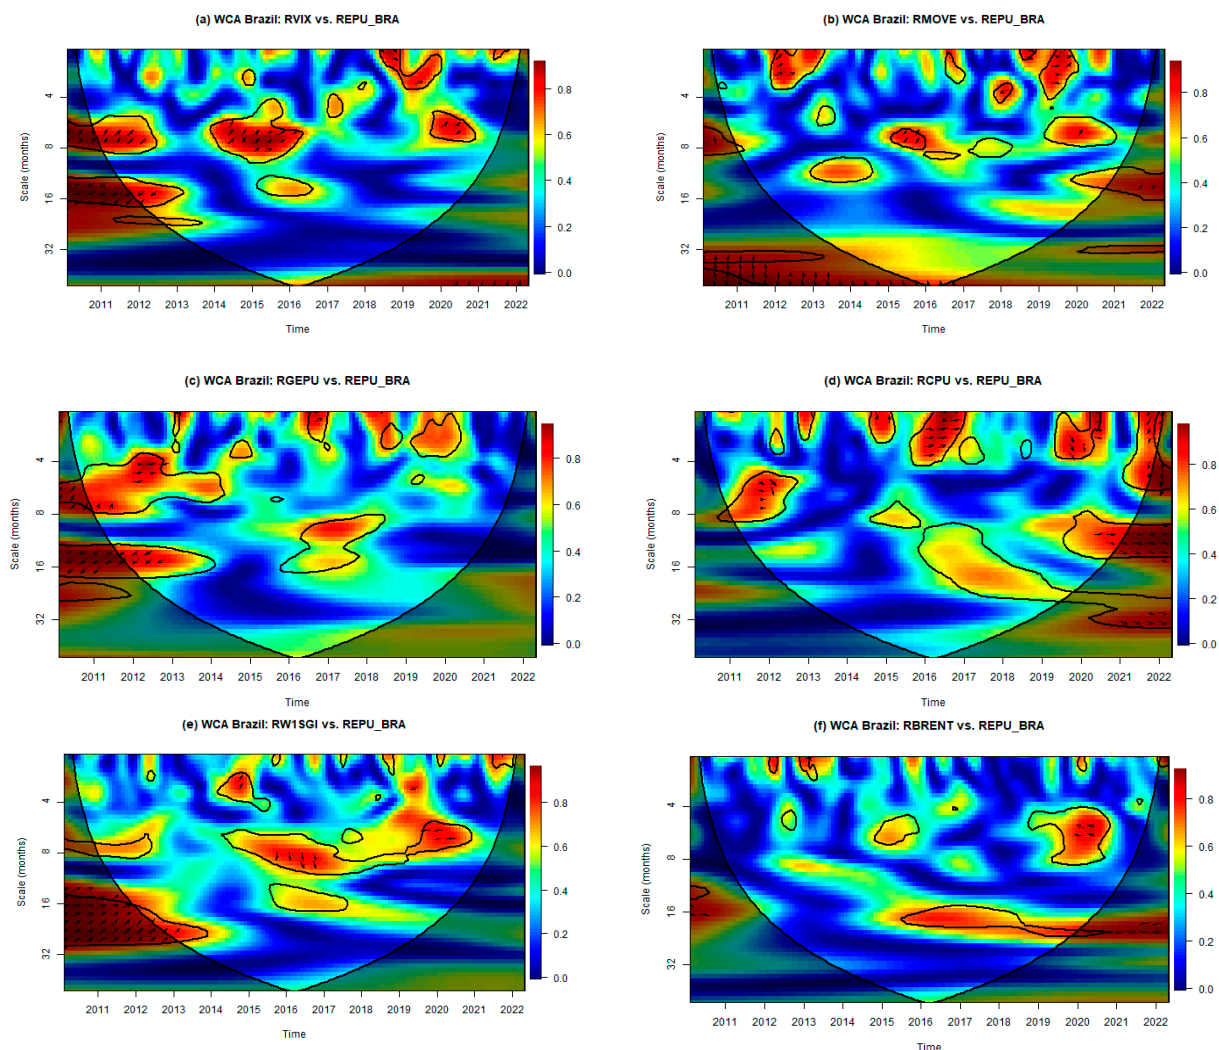 (a) WCA Brazil: RVIX vs. REPU_BRA
Scale (months)
4
8
16
32
2011 2012 2013 2014 2015 2016 2017 2018 2019 2020 2021 2022
Time
0.8
0.6
0.4
0.2
0.0
(b) WCA Brazil: RMOVE vs. REPU_BRA
Scale (months)
4
8
16
32
2011 2012 2013 2014 2015 2016 2017 2018 2019 2020 2021 2022
Time
0.8
0.6
0.4
0.2
0.0
(c) WCA Brazil: RGEPU vs. REPU_BRA
Scale (months)
4
8
16
32
2011 2012 2013 2014 2015 2016 2017 2018 2019 2020 2021 2022
Time
0.8
0.6
0.4
0.2
0.0
(d) WCA Brazil: RCPU vs. REPU_BRA
Scale (months)
4
8
16
32
2011 2012 2013 2014 2015 2016 2017 2018 2019 2020 2021 2022
Time
0.8
0.6
0.4
0.2
0.0
(e) WCA Brazil: RW1SGI vs. REPU_BRA
Scale (months)
4
8
16
32
2011 2012 2013 2014 2015 2016 2017 2018 2019 2020 2021 2022
Time
0.8
0.6
0.4
0.2
0.0
(f) WCA Brazil: RBRENT vs. REPU_BRA
Scale (months)
4
8
16
32
2011 2012 2013 2014 2015 2016 2017 2018 2019 2020 2021 2022
Time
0.8
0.6
0.4
0.2
0.0